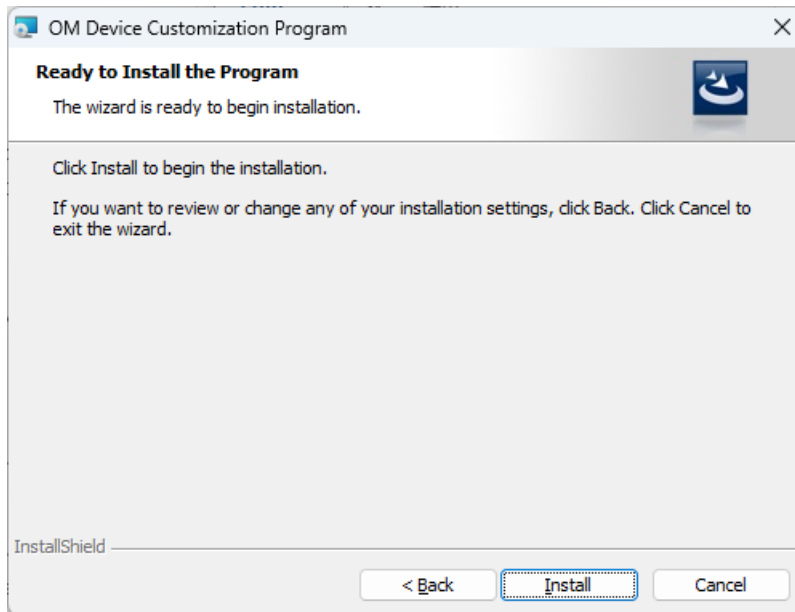 OM Device Customization Program
Ready to Install the Program
The wizard is ready to begin installation.
Click Install to begin the installation.
If you want to review or change any of your installation settings, click Back. Click Cancel to
exit the wizard.
InstallShield
< Back
Install
Cancel